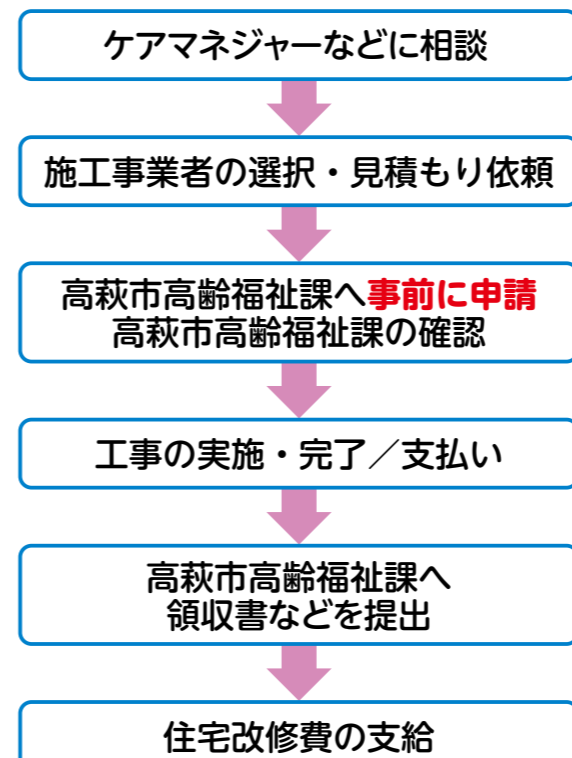 ケアマネジャーなどに相談
施工事業者の選択・見積もり依頼
高萩市高齢福祉課へ事前に申請
高萩市高齢福祉課の確認
工事の実施・完了／支払い
高萩市高齢福祉課へ
領収書などを提出
住宅改修費の支給